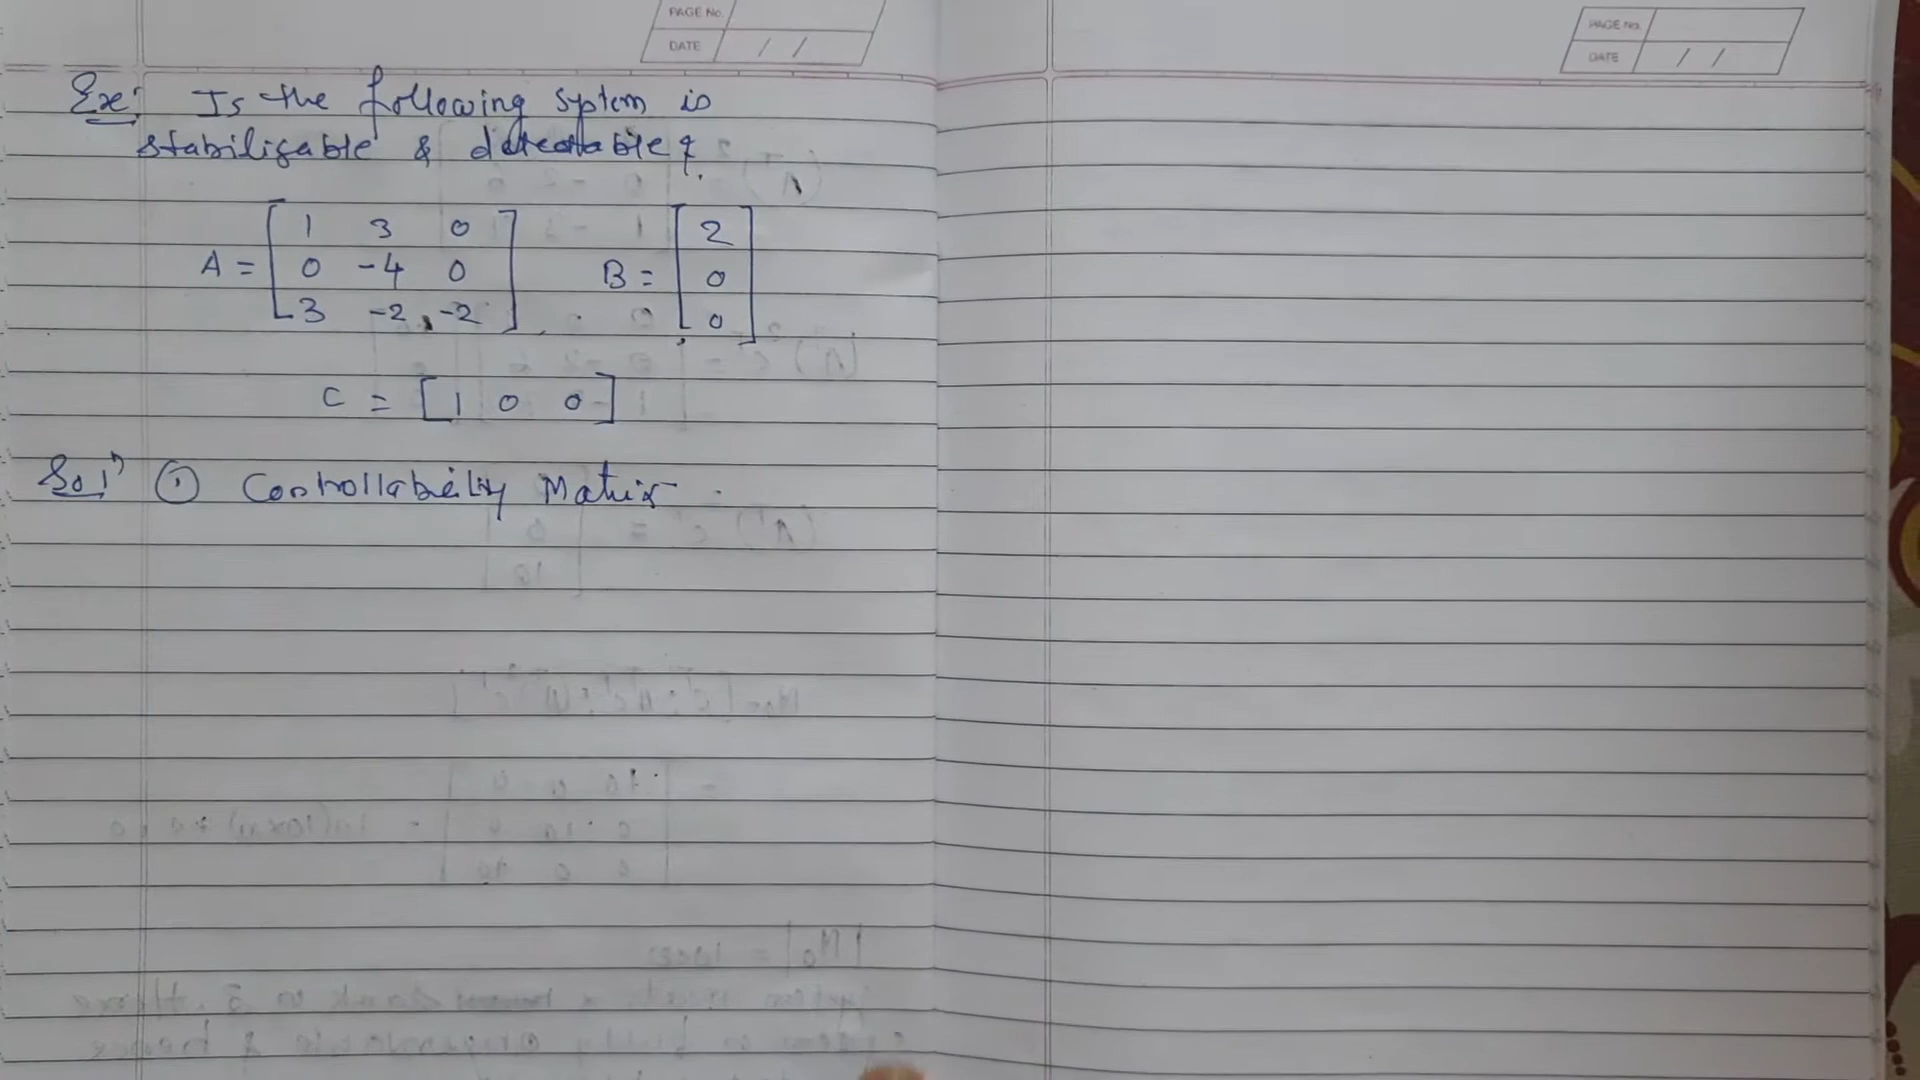 PAGE No.
DATE / /
PAGE No.
DATE / /
Ex: Is the following system is
stabilizable & detectable?
A = [ 1 3 0
0 -4 0
3 -2 -2 ]
B = [ 2
0
0 ]
C = [ 1 0 0 ]
Solⁿ ① Controllability Matrix